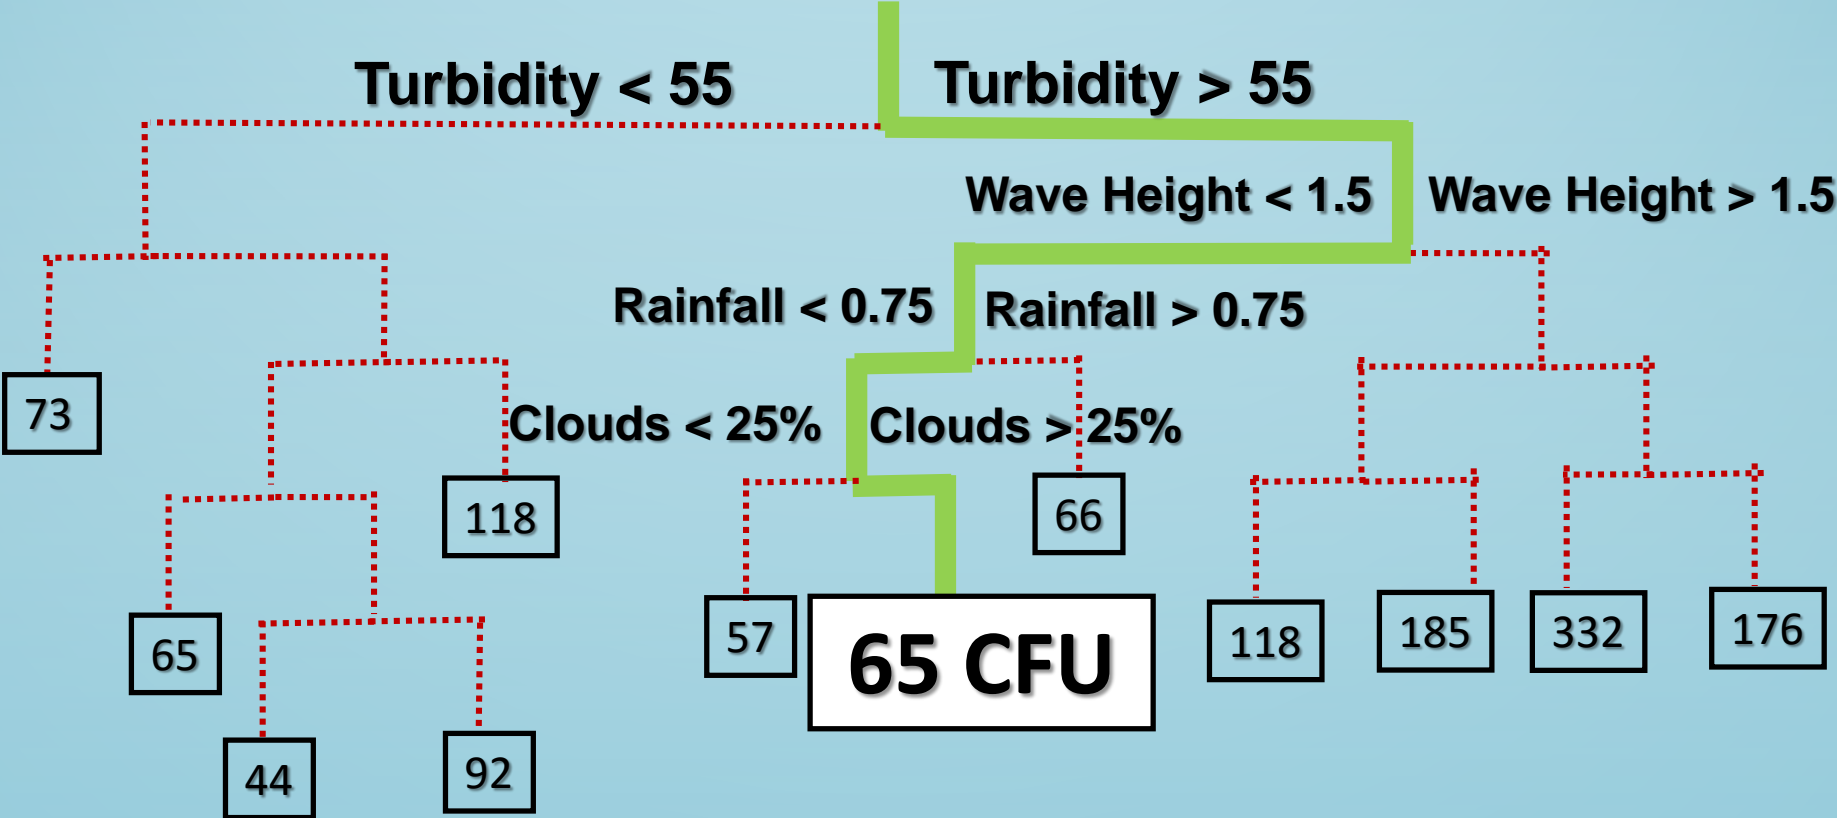 Turbidity < 55
Turbidity > 55
Wave Height < 1.5
Wave Height > 1.5
Rainfall < 0.75
Rainfall > 0.75
73
Clouds < 25%
Clouds > 25%
118
66
65
57
65 CFU
118
185
332
176
44
92